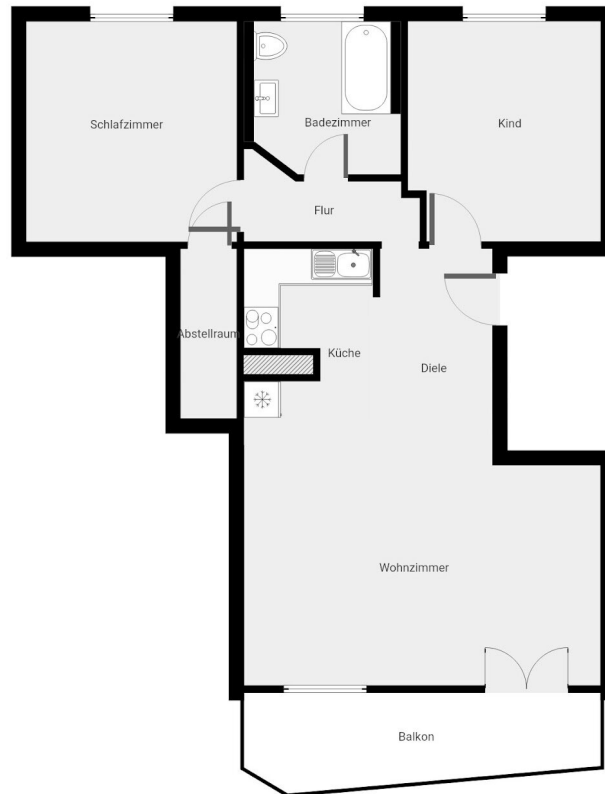 Schlafzimmer
Badezimmer
Kind
Flur
Abstellraum
Küche
Diele
Wohnzimmer
Balkon